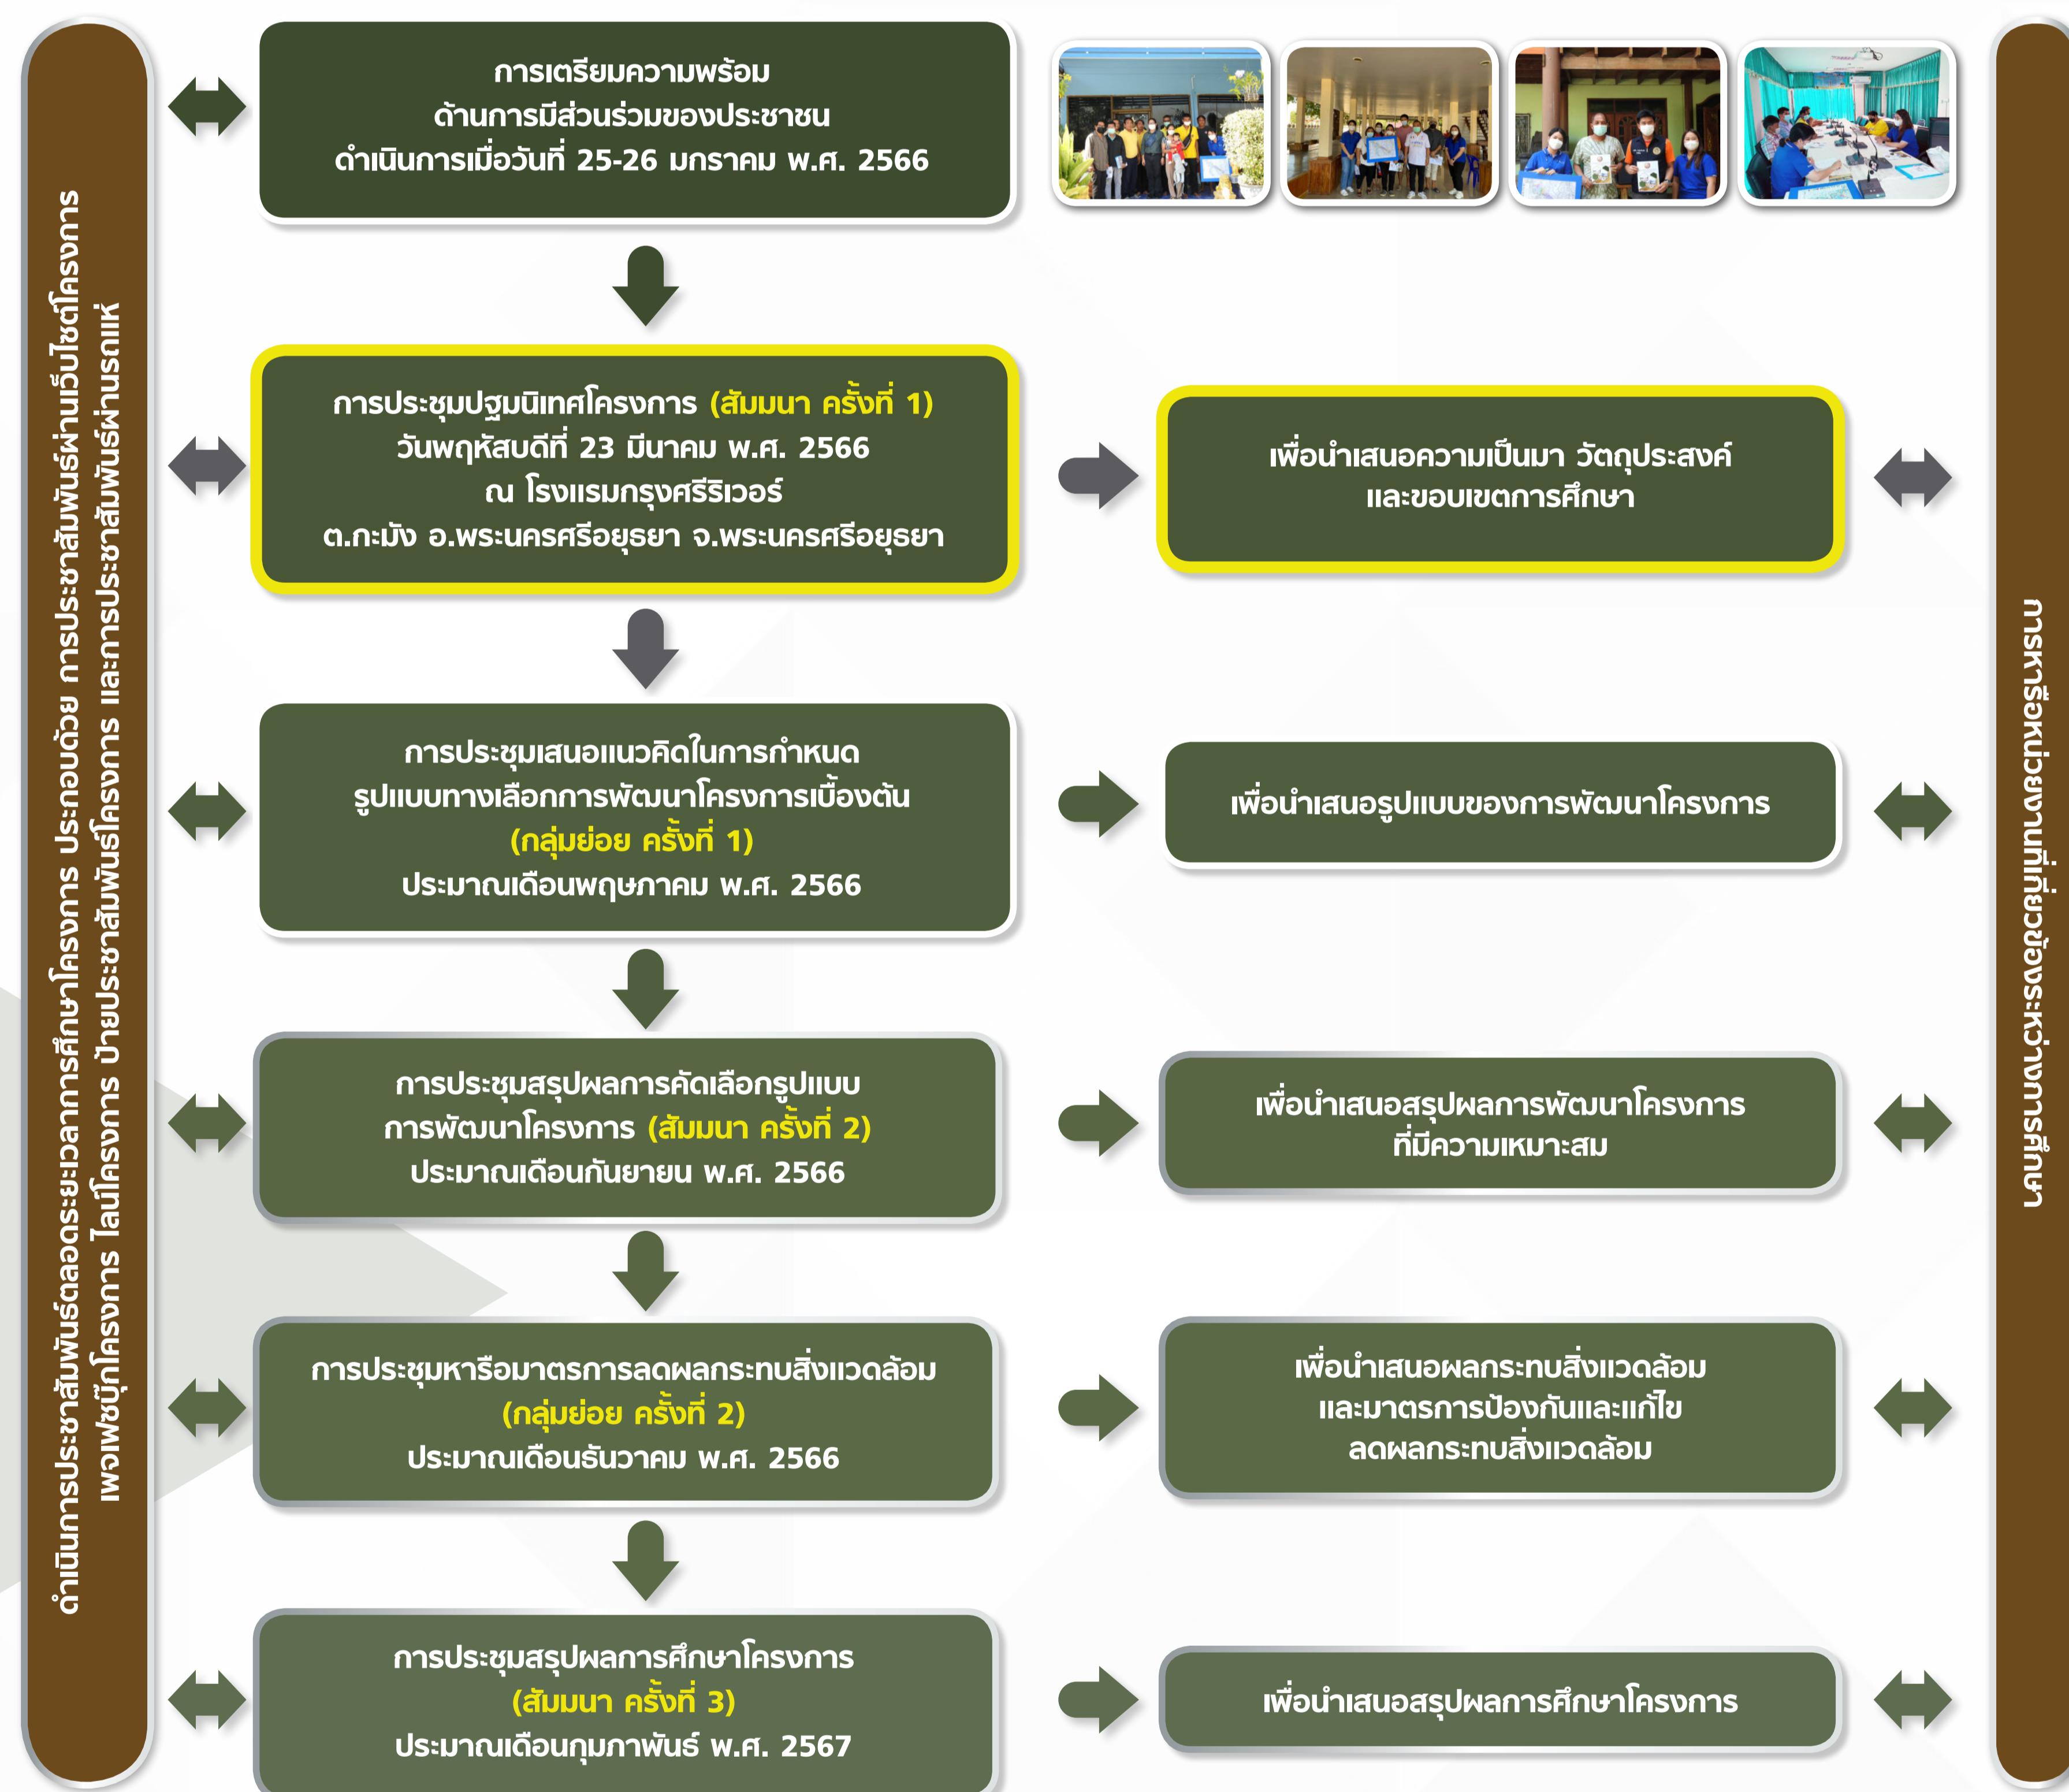 ดำเนินการประชาสัมพันธ์ตลอดระยะเวลาการศึกษาโครงการ ประกอบด้วย การประชาสัมพันธ์ผ่านเว็บไซต์โครงการ
เพจเฟซบุ๊กโครงการ ไลน์โครงการ ป้ายประชาสัมพันธ์โครงการ และการประชาสัมพันธ์ผ่านรถแห่
การเตรียมความพร้อม
ด้านการมีส่วนร่วมของประชาชน
ดำเนินการเมื่อวันที่ 25-26 มกราคม พ.ศ. 2566
การประชุมปฐมนิเทศโครงการ (สัมมนา ครั้งที่ 1)
วันพฤหัสบดีที่ 23 มีนาคม พ.ศ. 2566
ณ โรงแรมกรุงศรีริเวอร์
ต.กะมัง อ.พระนครศรีอยุธยา จ.พระนครศรีอยุธยา
เพื่อนำเสนอความเป็นมา วัตถุประสงค์
และขอบเขตการศึกษา
การประชุมเสนอแนวคิดในการกำหนด
รูปแบบทางเลือกการพัฒนาโครงการเบื้องต้น
(กลุ่มย่อย ครั้งที่ 1)
ประมาณเดือนพฤษภาคม พ.ศ. 2566
เพื่อนำเสนอรูปแบบของการพัฒนาโครงการ
การประชุมสรุปผลการคัดเลือกรูปแบบ
การพัฒนาโครงการ (สัมมนา ครั้งที่ 2)
ประมาณเดือนกันยายน พ.ศ. 2566
เพื่อนำเสนอสรุปผลการพัฒนาโครงการ
ที่มีความเหมาะสม
การประชุมหารือมาตรการลดผลกระทบสิ่งแวดล้อม
(กลุ่มย่อย ครั้งที่ 2)
ประมาณเดือนธันวาคม พ.ศ. 2566
เพื่อนำเสนอผลกระทบสิ่งแวดล้อม
และมาตรการป้องกันและแก้ไข
ลดผลกระทบสิ่งแวดล้อม
การประชุมสรุปผลการศึกษาโครงการ
(สัมมนา ครั้งที่ 3)
ประมาณเดือนกุมภาพันธ์ พ.ศ. 2567
เพื่อนำเสนอสรุปผลการศึกษาโครงการ
การหารือหน่วยงานที่เกี่ยวข้องระหว่างการศึกษา